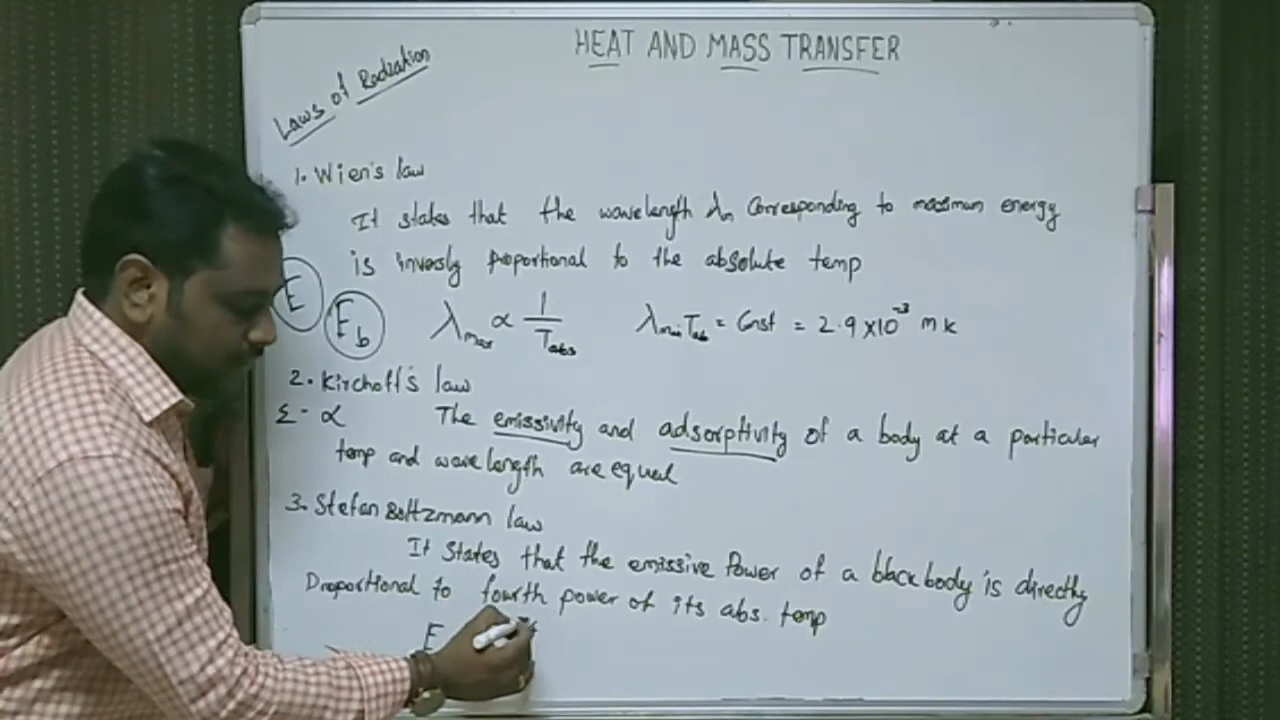 HEAT AND MASS TRANSFER
Laws of Radiation
1. Wien's law
It states that the wavelength λm Corresponding to maximum energy
is inversly proportional to the absolute temp
E
Eb
λmax ∝ 1/Tabs
λmax Tab = Const = 2.9 x 10^-3 mk
2. Kirchoff's law
Σ - α
The emissivity and adsorptivity of a body at a particular
temp and wavelength are equal
3. Stefan Boltzmann law
It States that the emissive Power of a black body is directly
Proportional to fourth power of its abs. temp
E